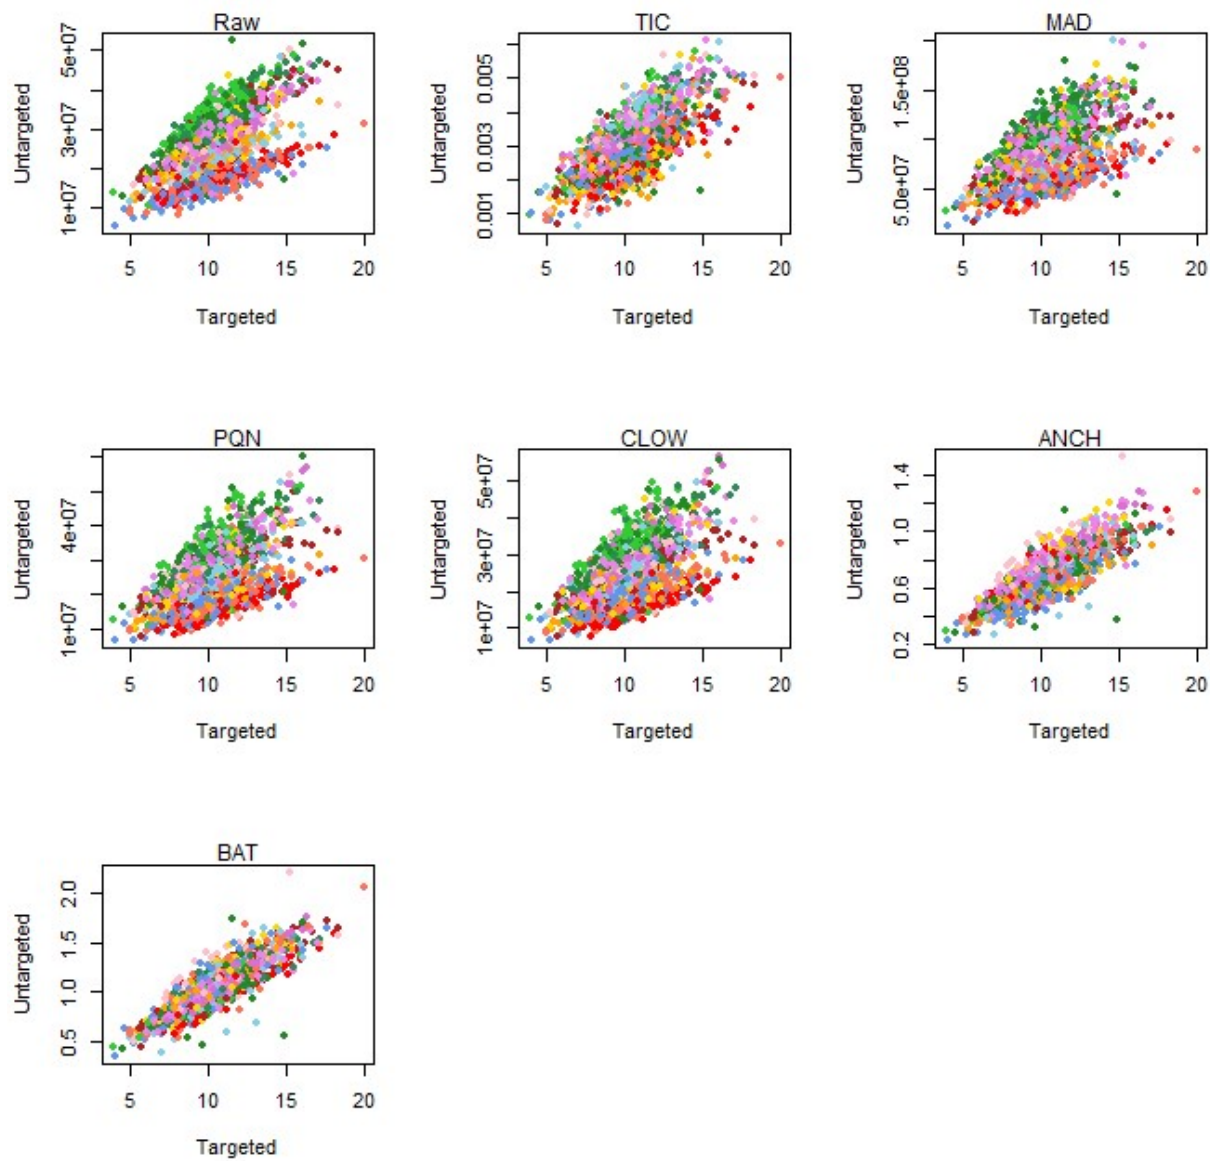 Raw
Untargeted
1e+07 3e+07 5e+07
5 10 15 20
Targeted
TIC
Untargeted
0.001 0.003 0.005
5 10 15 20
Targeted
MAD
Untargeted
5.0e+07 1.5e+08
5 10 15 20
Targeted
PQN
Untargeted
1e+07 4e+07
5 10 15 20
Targeted
CLOW
Untargeted
1e+07 3e+07 5e+07
5 10 15 20
Targeted
ANCH
Untargeted
0.2 0.6 1.0 1.4
5 10 15 20
Targeted
BAT
Untargeted
0.5 1.0 1.5 2.0
5 10 15 20
Targeted